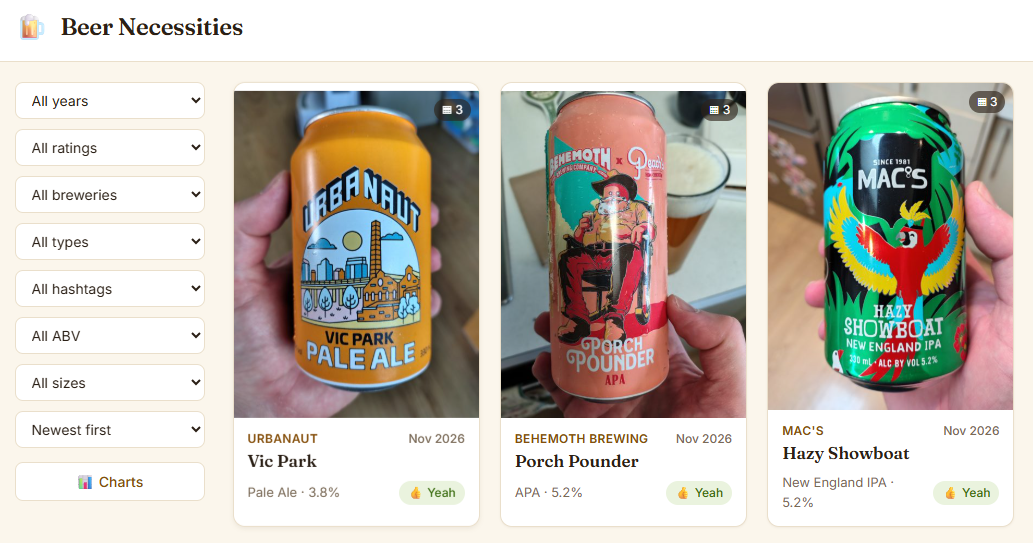 Beer Necessities
All years
All ratings
All breweries
All types
All hashtags
All ABV
All sizes
Newest first
Charts
3
URBANAUT
VIC PARK
PALE ALE
URBANAUT
Nov 2026
Vic Park
Pale Ale · 3.8%
Yeah
3
BEHEMOTH
BREWING COMPANY
x
PORCH
POUNDER
APA
BEHEMOTH BREWING
Nov 2026
Porch Pounder
APA · 5.2%
Yeah
3
SINCE 1981
MAC'S
HAZY
SHOWBOAT
NEW ENGLAND IPA
330 mL • ALC BY VOL 5.2%
MAC'S
Nov 2026
Hazy Showboat
New England IPA ·
5.2%
Yeah